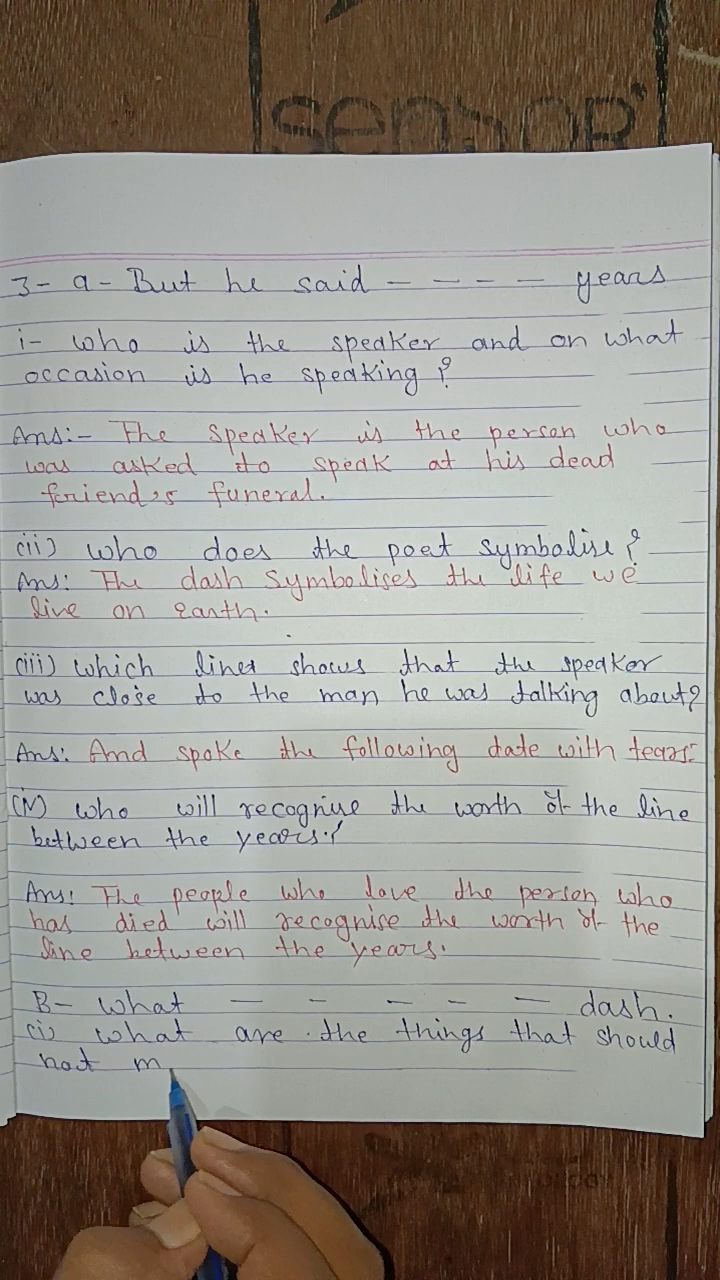 sensor
3- a- But he said - - - - years
i- who is the speaker and on what
occasion is he speaking ?
Ans:- The speaker is the person who
was asked to speak at his dead
friend's funeral.
(ii) who does the poet symbolise ?
Ans: The dash symbolises the life we
live on earth.
(iii) which lines shows that the speaker
was close to the man he was talking about?
Ans: And spoke the following date with tears.
(iv) who will recognise the worth of the line
between the years?
Ans: The people who love the person who
has died will recognise the worth of the
line between the years.
B- what - - - - - dash.
(i) what are the things that should
not m